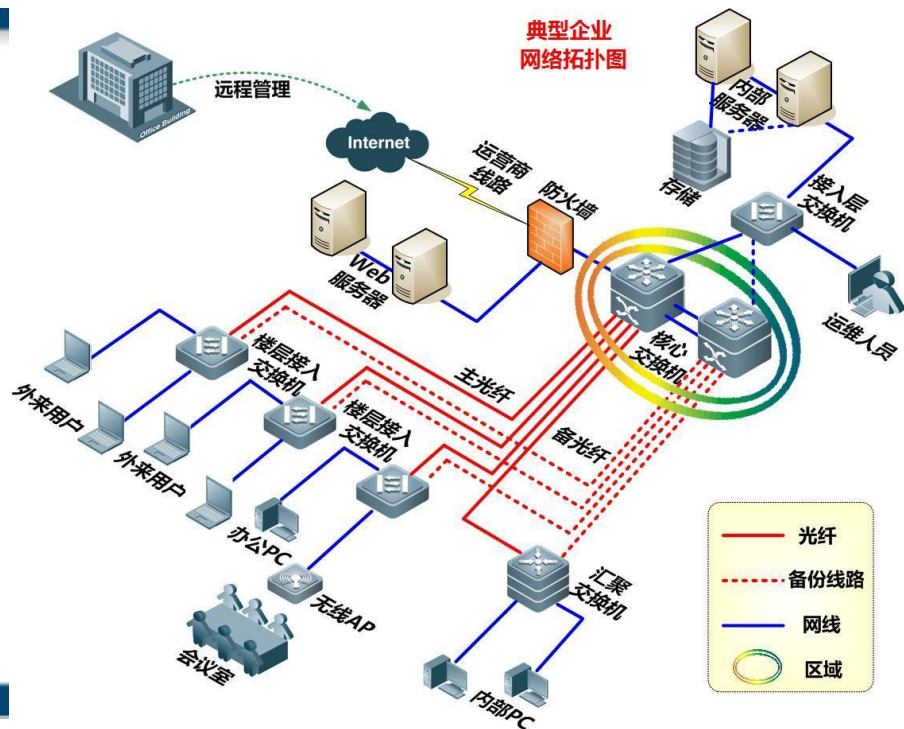 典型企业
网络拓扑图
远程管理
Office Building
Internet
运营商
线路
防火墙
内部
服务器
存储
接入层
交换机
运维人员
Web
服务器
核心
交换机
楼层接入
交换机
主光纤
外来用户
楼层接入
交换机
备光纤
外来用户
办公PC
无线AP
会议室
汇聚
交换机
内部PC
光纤
备份线路
网线
区域